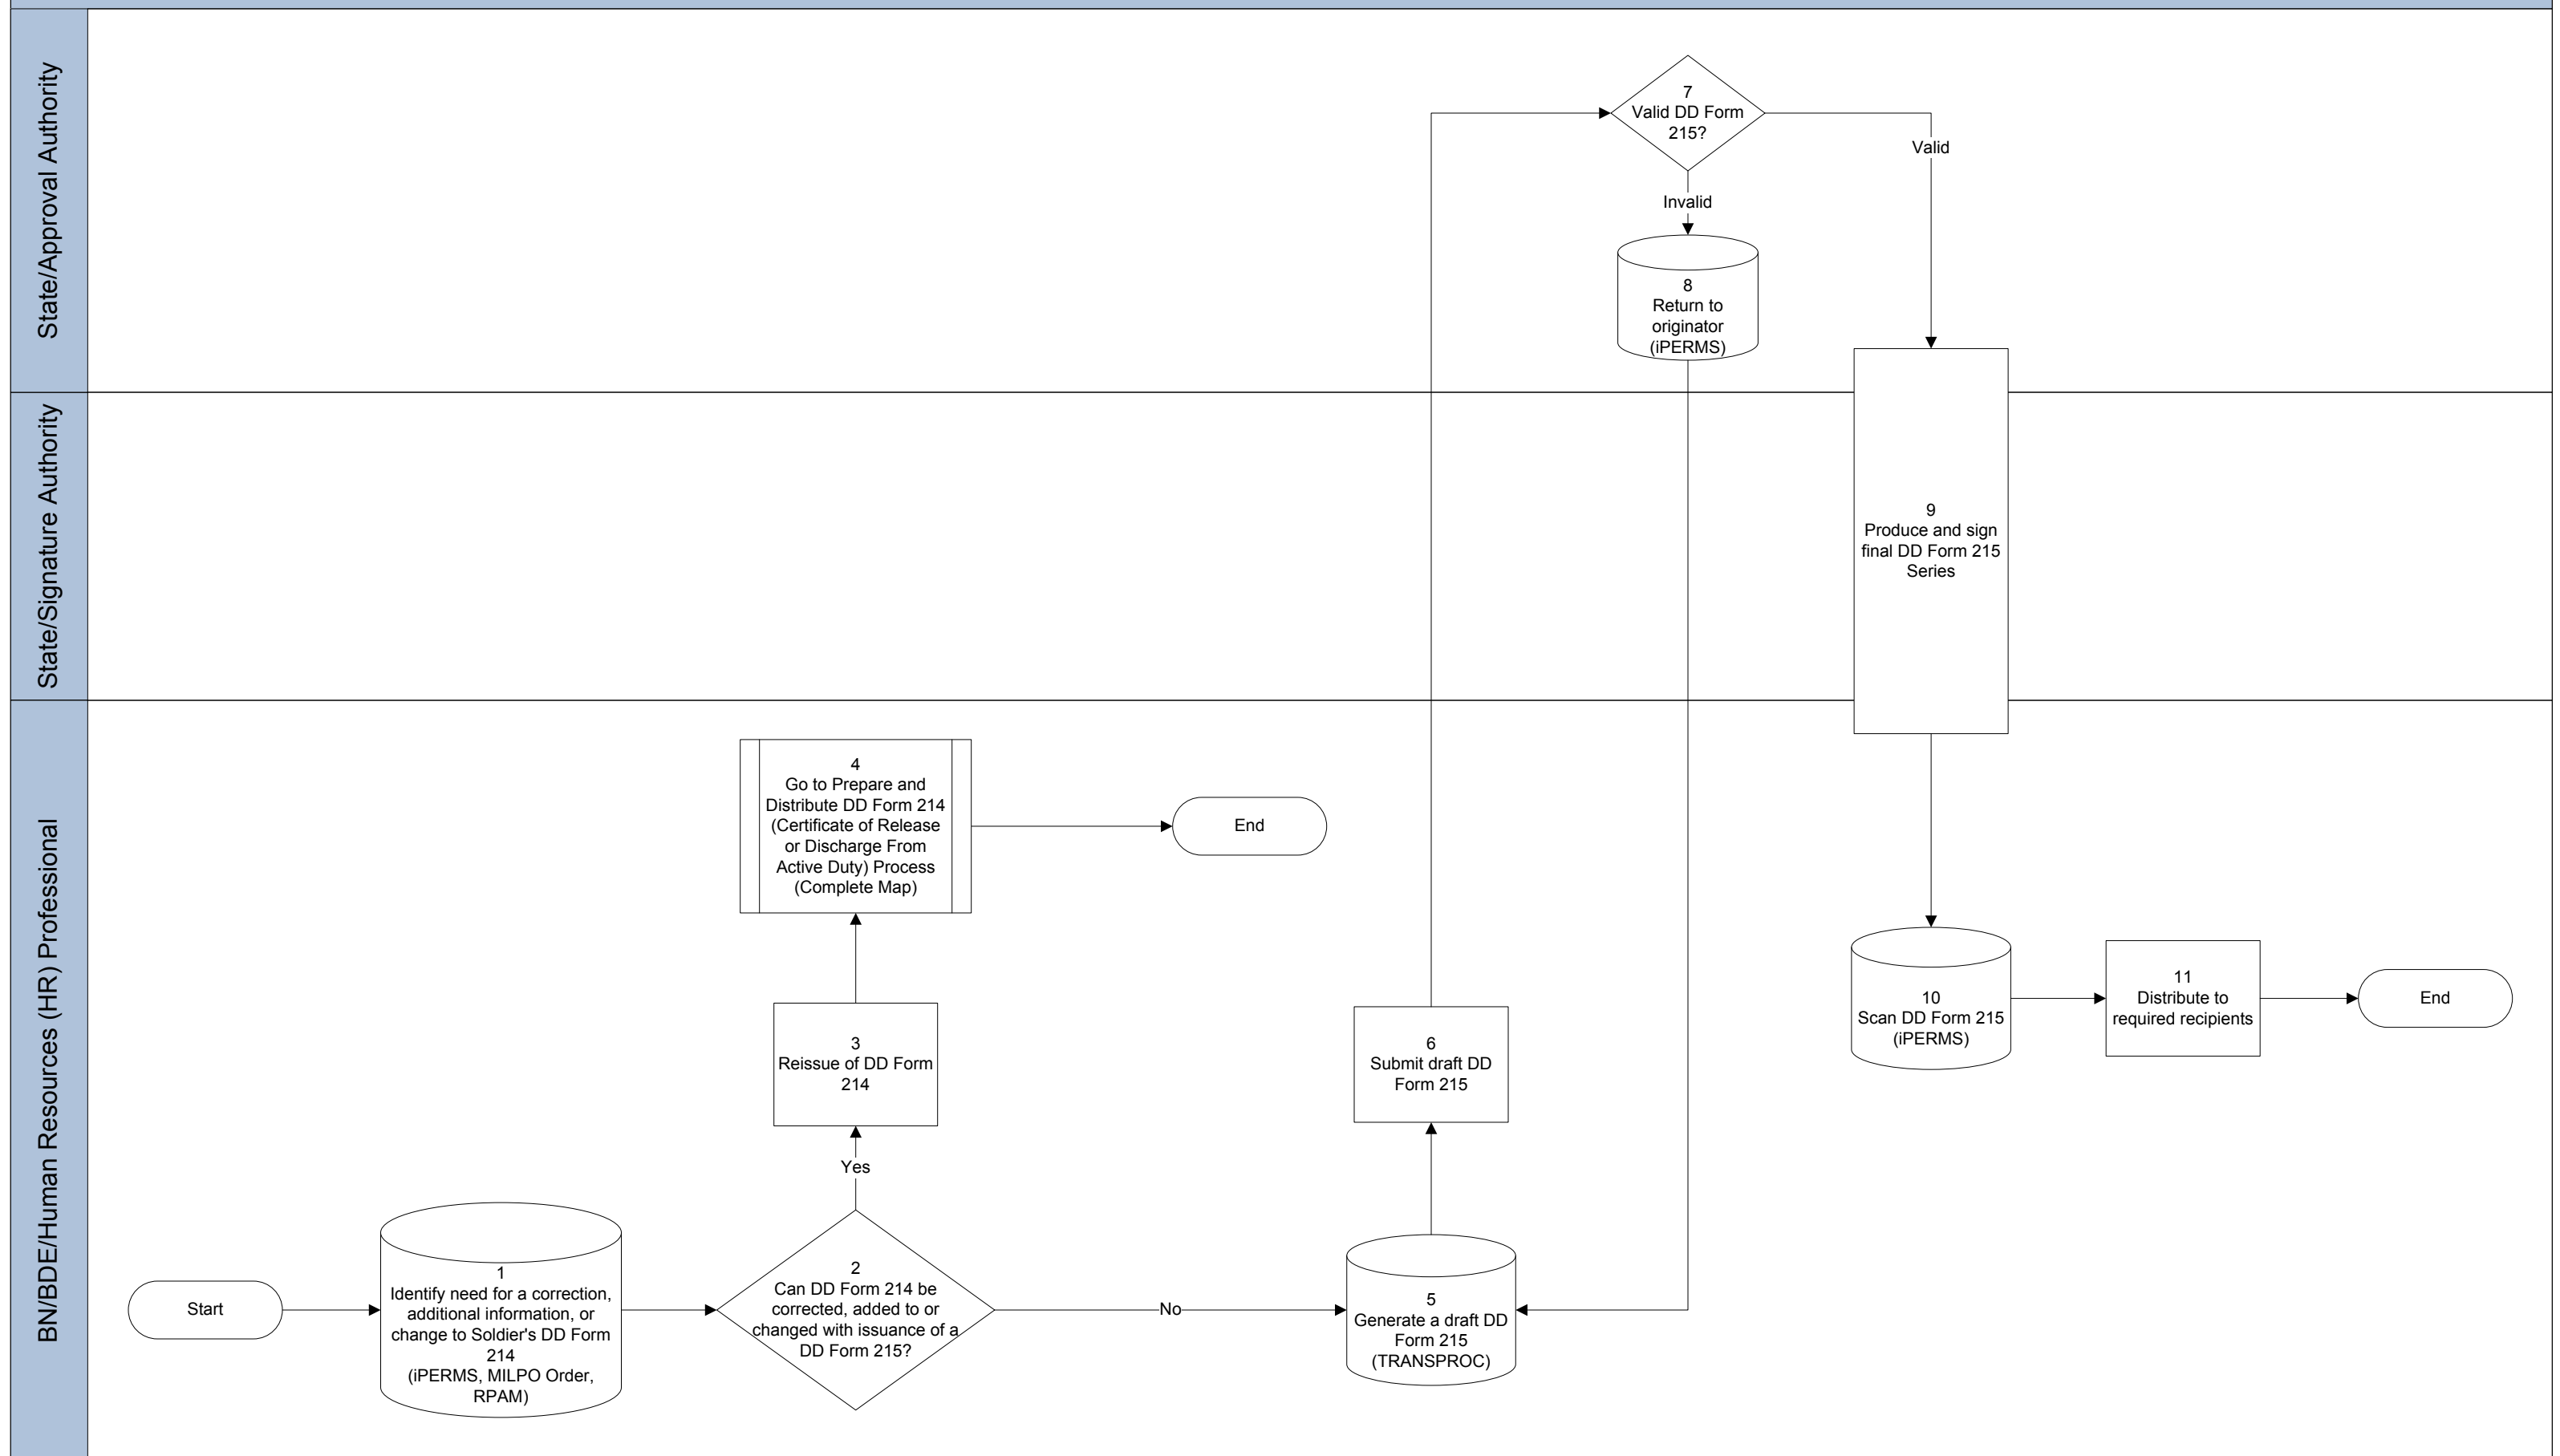 State/Approval Authority
7
Valid DD Form
215?
Valid
Invalid
8
Return to
originator
(iPERMS)
State/Signature Authority
9
Produce and sign
final DD Form 215
Series
BN/BDE/Human Resources (HR) Professional
4
Go to Prepare and
Distribute DD Form 214
(Certificate of Release
or Discharge From
Active Duty) Process
(Complete Map)
End
3
Reissue of DD Form
214
Yes
Start
1
Identify need for a correction,
additional information, or
change to Soldier's DD Form
214
(iPERMS, MILPO Order,
RPAM)
2
Can DD Form 214 be
corrected, added to or
changed with issuance of a
DD Form 215?
No
5
Generate a draft DD
Form 215
(TRANSPROC)
6
Submit draft DD
Form 215
10
Scan DD Form 215
(iPERMS)
11
Distribute to
required recipients
End